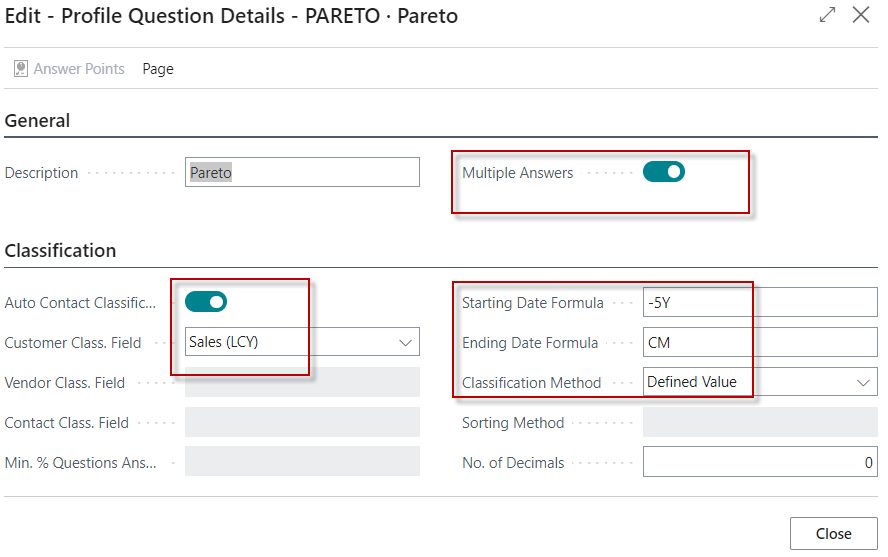 Edit - Profile Question Details - PARETO · Pareto
Answer Points Page
General
Description Pareto
Multiple Answers
Classification
Auto Contact Classific...
Customer Class. Field Sales (LCY)
Vendor Class. Field
Contact Class. Field
Min. % Questions Ans...
Starting Date Formula -5Y
Ending Date Formula CM
Classification Method Defined Value
Sorting Method
No. of Decimals 0
Close